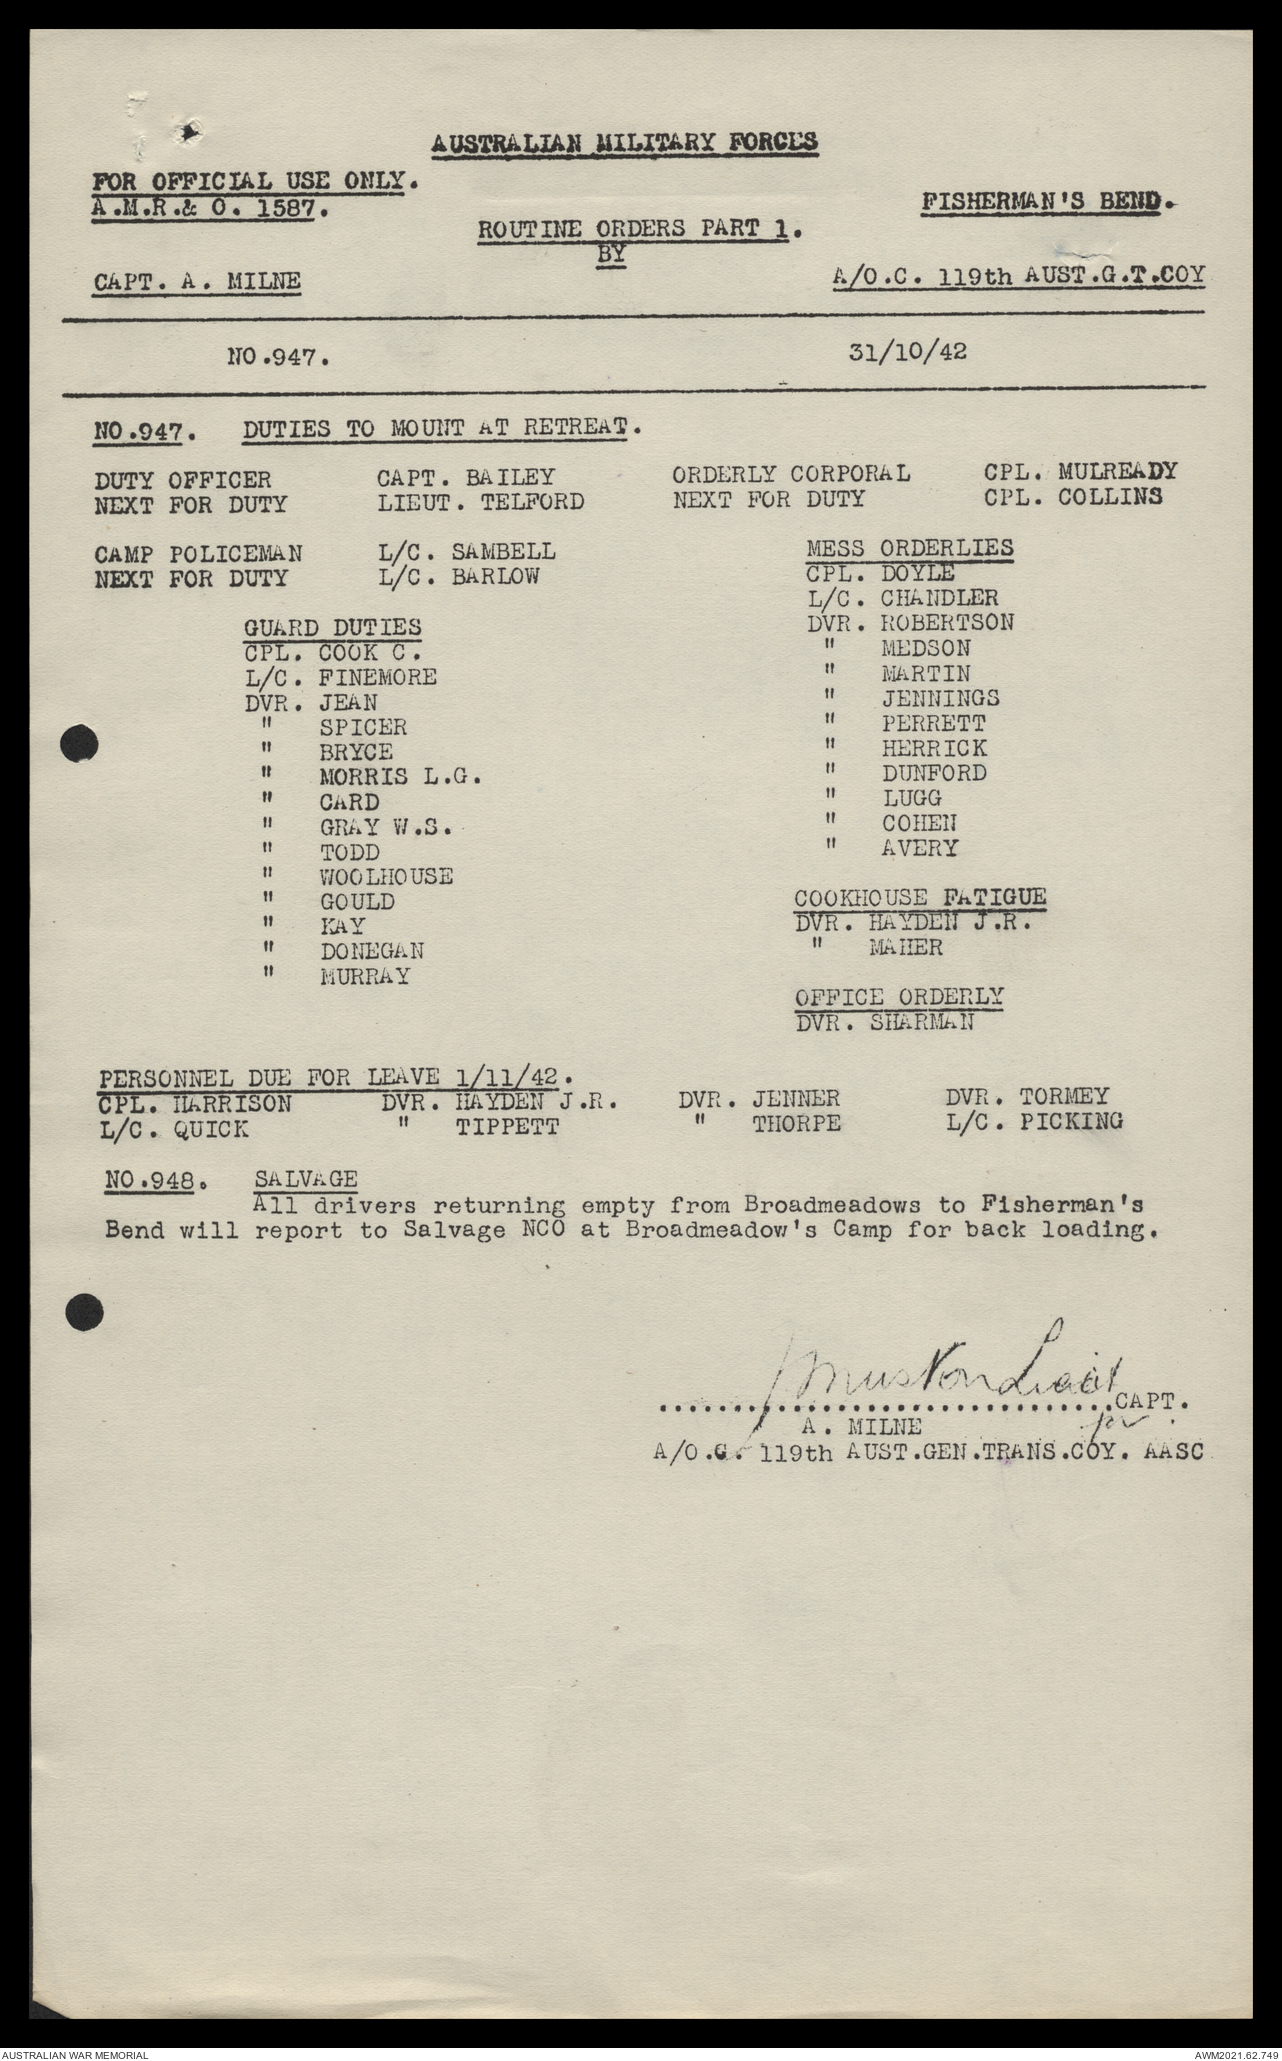 AUSTRALIAN MILITARY FORCES
FOR OFFICIAL USE ONLY.
A.M.R.& O. 1587.
FISHERMAN'S BEND.
ROUTINE ORDERS PART 1.
BY
CAPT. A. MILNE A/O.C. 119th AUST.G.T.COY
NO.947. 31/10/42
NO.947. DUTIES TO MOUNT AT RETREAT.
DUTY OFFICER CAPT. BAILEY ORDERLY CORPORAL CPL. MULREADY
NEXT FOR DUTY LIEUT. TELFORD NEXT FOR DUTY CPL. COLLINS
CAMP POLICEMAN L/C. SAMBELL
NEXT FOR DUTY L/C. BARLOW
GUARD DUTIES
CPL. COOK C.
L/C. FINEMORE
DVR. JEAN
" SPICER
" BRYCE
" MORRIS L.G.
" CARD
" GRAY W.S.
" TODD
" WOOLHOUSE
" GOULD
" KAY
" DONEGAN
" MURRAY
MESS ORDERLIES
CPL. DOYLE
L/C. CHANDLER
DVR. ROBERTSON
" MEDSON
" MARTIN
" JENNINGS
" PERRETT
" HERRICK
" DUNFORD
" LUGG
" COHEN
" AVERY
COOKHOUSE FATIGUE
DVR. HAYDEN J.R.
" MAHER
OFFICE ORDERLY
DVR. SHARMAN
PERSONNEL DUE FOR LEAVE 1/11/42.
CPL. HARRISON DVR. HAYDEN J.R. DVR. JENNER DVR. TORMEY
L/C. QUICK " TIPPETT " THORPE L/C. PICKING
NO.948. SALVAGE
All drivers returning empty from Broadmeadows to Fisherman's
Bend will report to Salvage NCO at Broadmeadow's Camp for back loading.
................................CAPT.
A. MILNE for
A/O.C. 119th AUST.GEN.TRANS.COY. AASC
AUSTRALIAN WAR MEMORIAL AWM2021.62.749